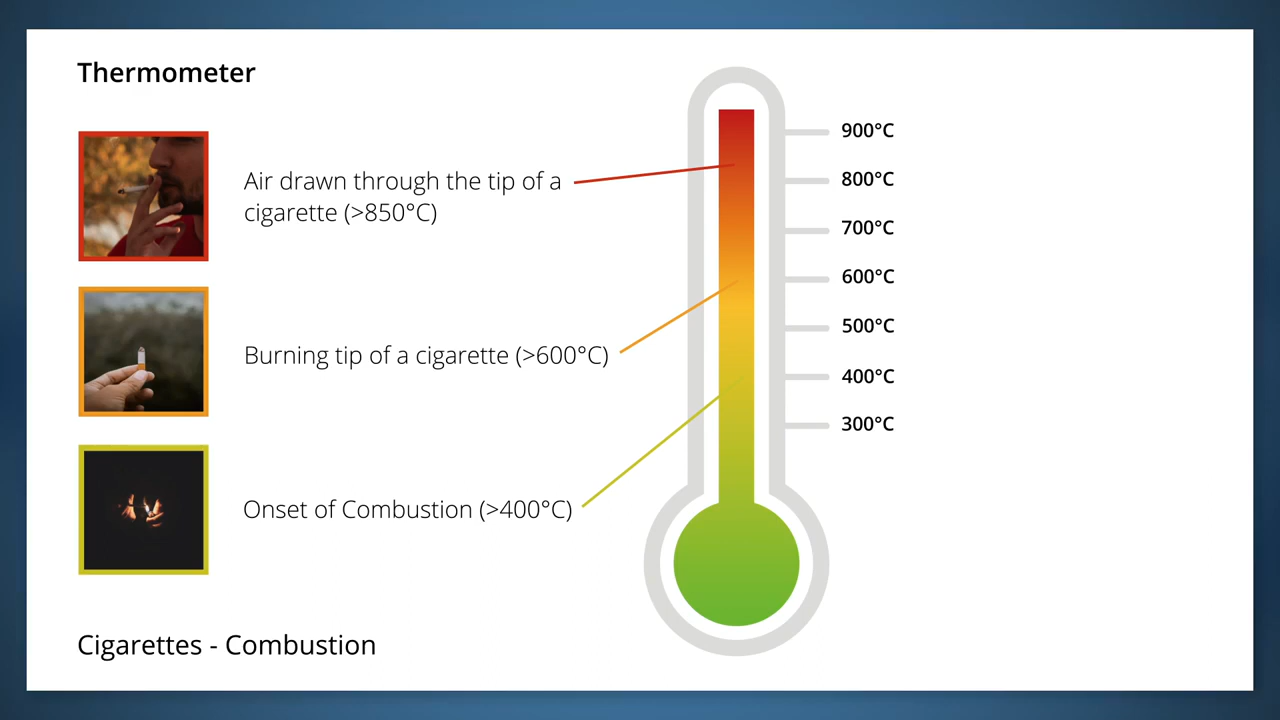 Thermometer
Air drawn through the tip of a
cigarette (>850°C)
Burning tip of a cigarette (>600°C)
Onset of Combustion (>400°C)
Cigarettes - Combustion
900°C
800°C
700°C
600°C
500°C
400°C
300°C